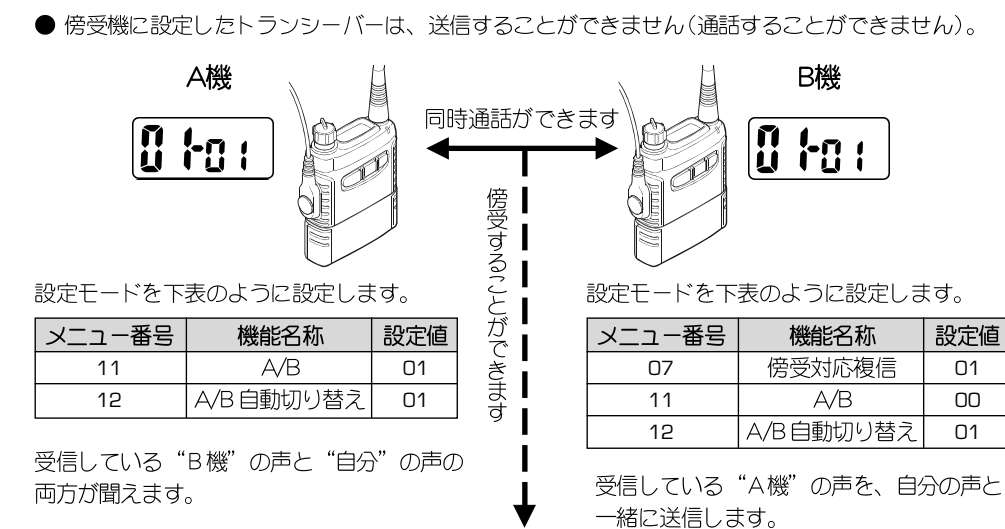 ● 傍受機に設定したトランシーバーは、送信することができません(通話することができません)。
A機
01 ┣01
同時通話ができます
B機
01 ┣01
傍受することができます
設定モードを下表のように設定します。
メニュー番号 機能名称 設定値
11 A/B 01
12 A/B 自動切り替え 01
受信している“B機”の声と“自分”の声の
両方が聞えます。
設定モードを下表のように設定します。
メニュー番号 機能名称 設定値
07 傍受対応複信 01
11 A/B 00
12 A/B 自動切り替え 01
受信している“A機”の声を、自分の声と
一緒に送信します。